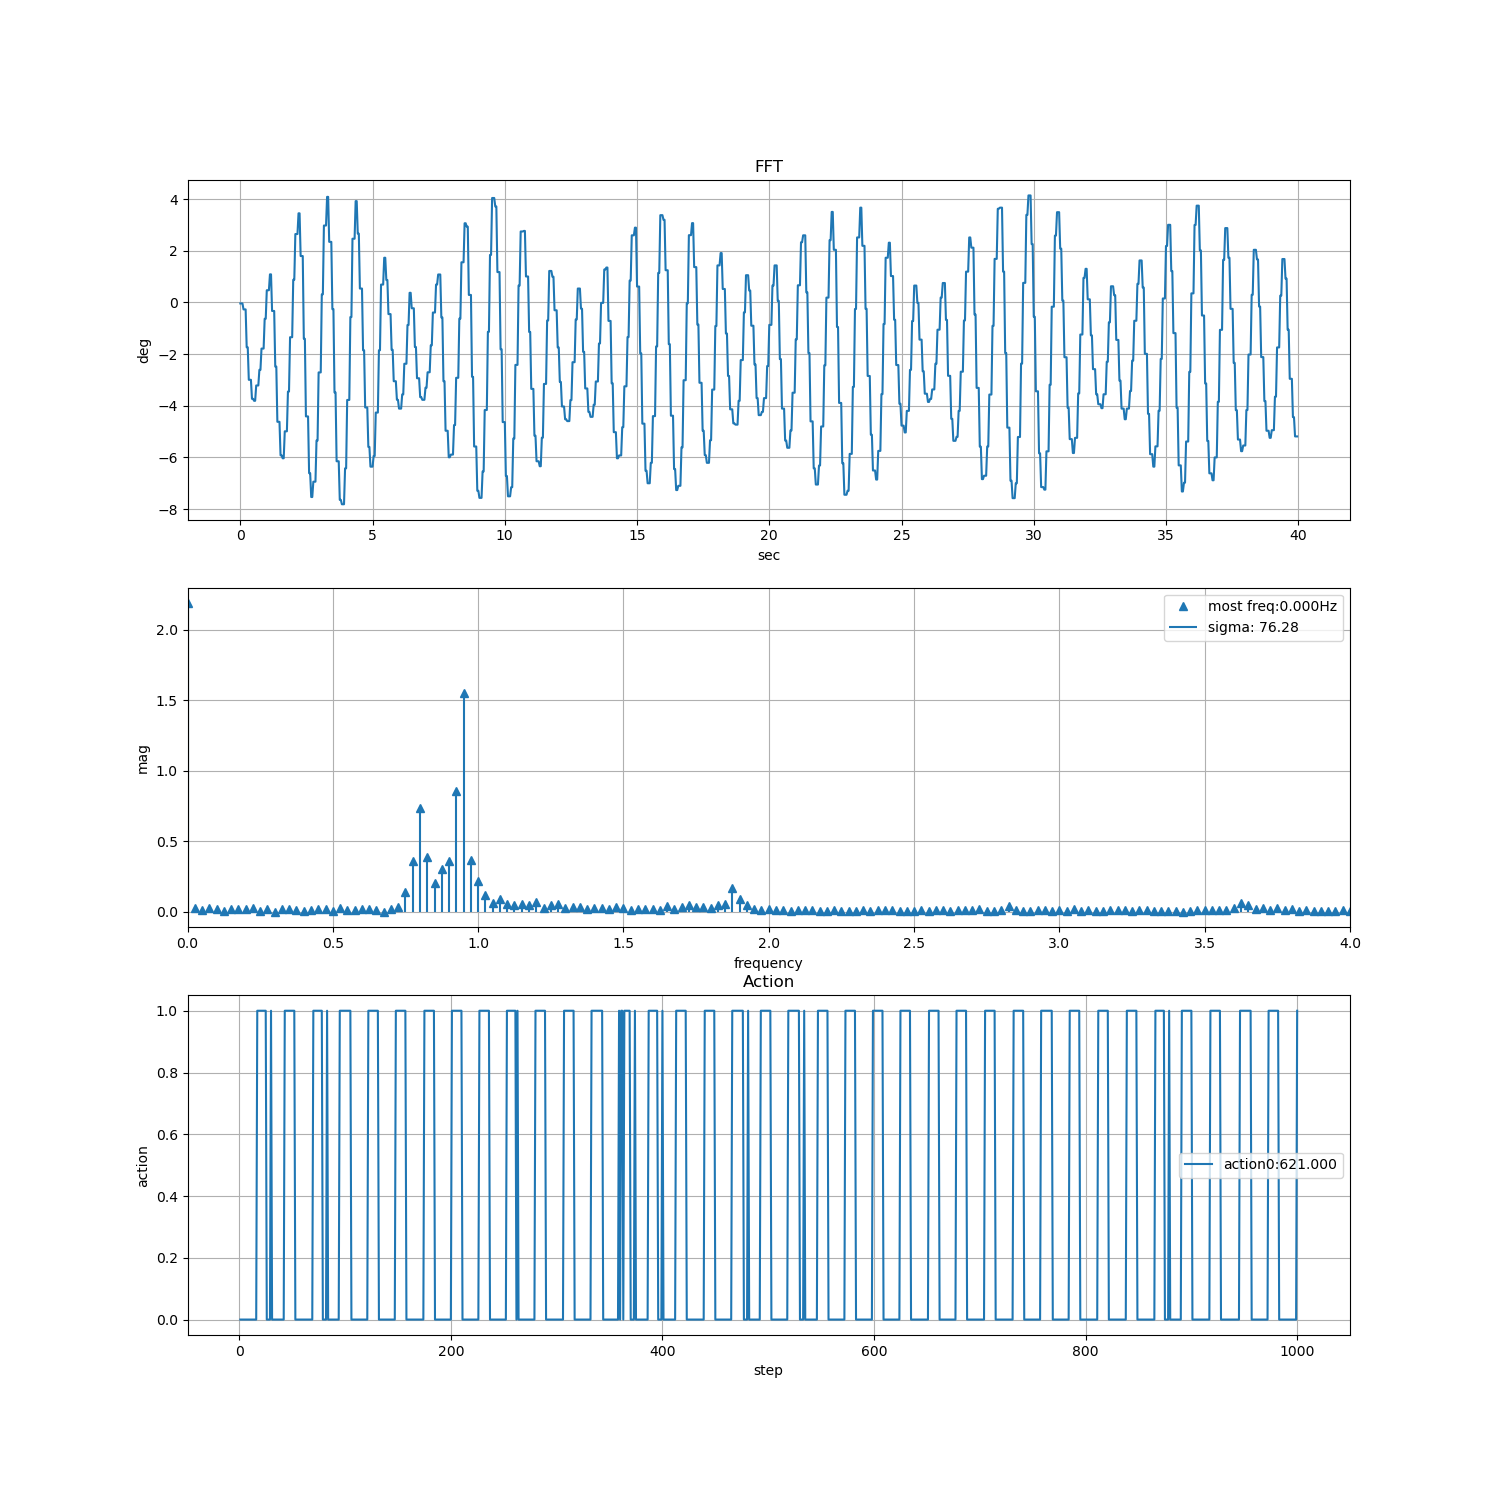 FFT
4
2
0
−2
−4
−6
−8
deg
0 5 10 15 20 25 30 35 40
sec
most freq:0.000Hz
sigma: 76.28
2.0
1.5
1.0
0.5
0.0
mag
0.0 0.5 1.0 1.5 2.0 2.5 3.0 3.5 4.0
frequency
Action
1.0
0.8
0.6
0.4
0.2
0.0
action
action0:621.000
0 200 400 600 800 1000
step